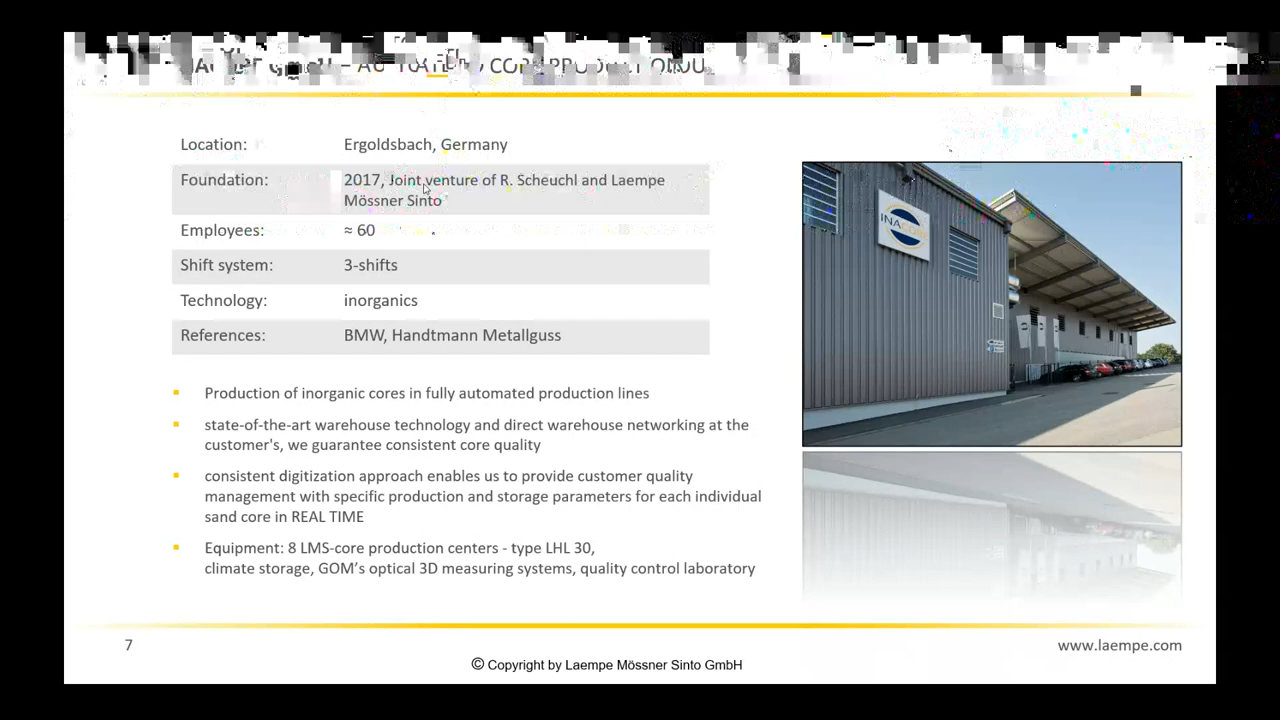 Location: Ergoldsbach, Germany
Foundation: 2017, Joint venture of R. Scheuchl and Laempe
Mössner Sinto
Employees: ≈ 60
Shift system: 3-shifts
Technology: inorganics
References: BMW, Handtmann Metallguss
Production of inorganic cores in fully automated production lines
state-of-the-art warehouse technology and direct warehouse networking at the
customer's, we guarantee consistent core quality
consistent digitization approach enables us to provide customer quality
management with specific production and storage parameters for each individual
sand core in REAL TIME
Equipment: 8 LMS-core production centers - type LHL 30,
climate storage, GOM's optical 3D measuring systems, quality control laboratory
7
www.laempe.com
© Copyright by Laempe Mössner Sinto GmbH